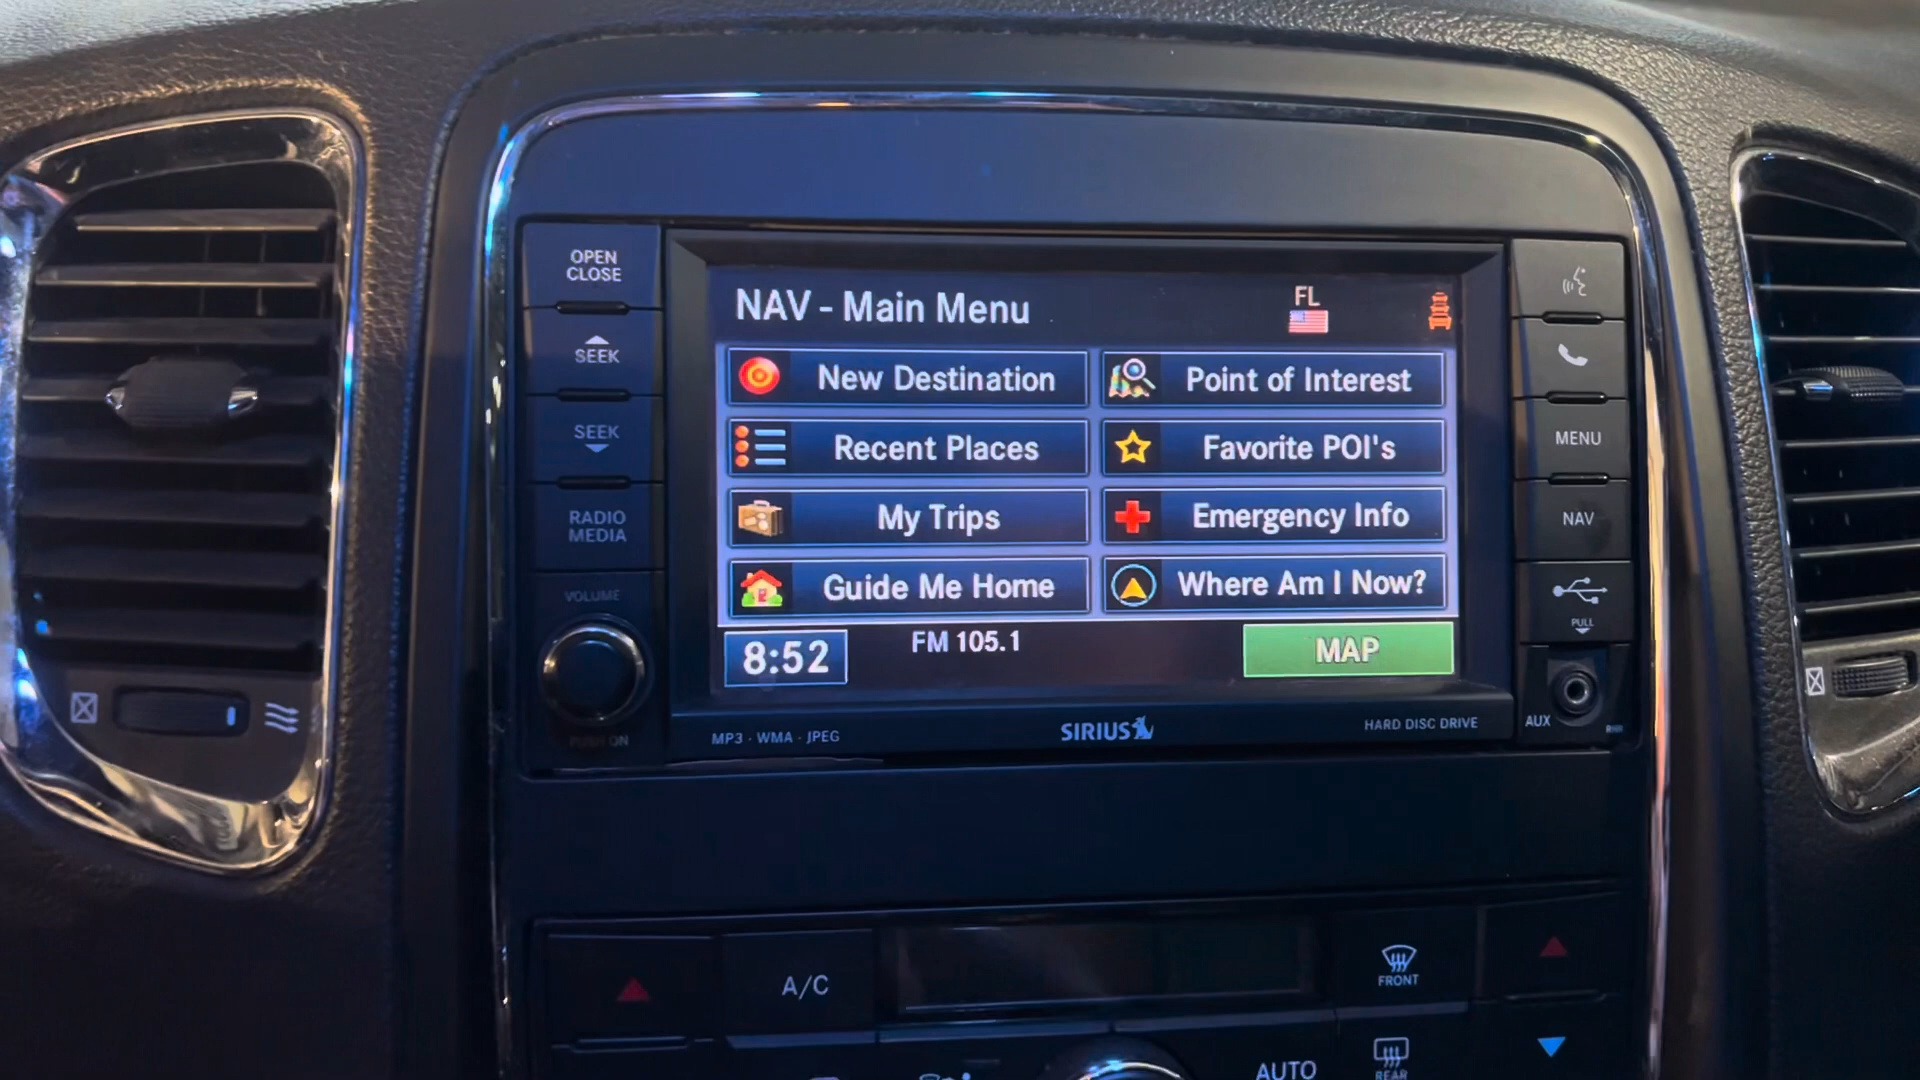 OPEN
CLOSE
SEEK
SEEK
RADIO
MEDIA
VOLUME
PUSH ON
NAV - Main Menu
FL
New Destination
Point of Interest
Recent Places
Favorite POI's
My Trips
Emergency Info
Guide Me Home
Where Am I Now?
8:52
FM 105.1
MAP
MP3 · WMA · JPEG
SIRIUS
HARD DISC DRIVE
MENU
NAV
PULL
AUX
A/C
FRONT
AUTO
REAR